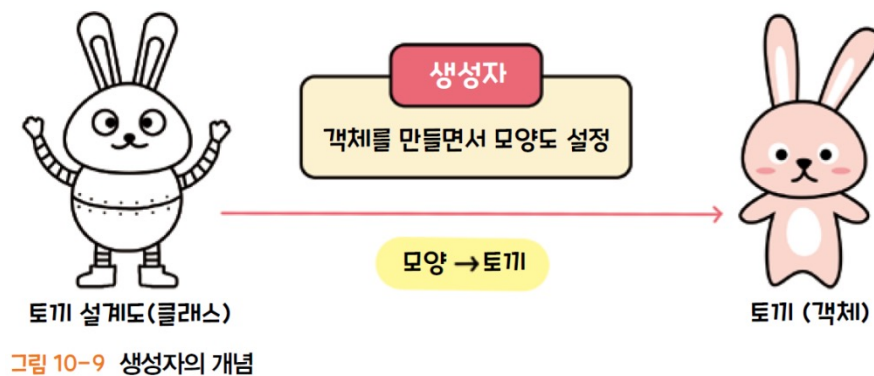 생성자
객체를 만들면서 모양도 설정
모양 → 토끼
토끼 설계도(클래스)
토끼 (객체)
그림 10-9 생성자의 개념